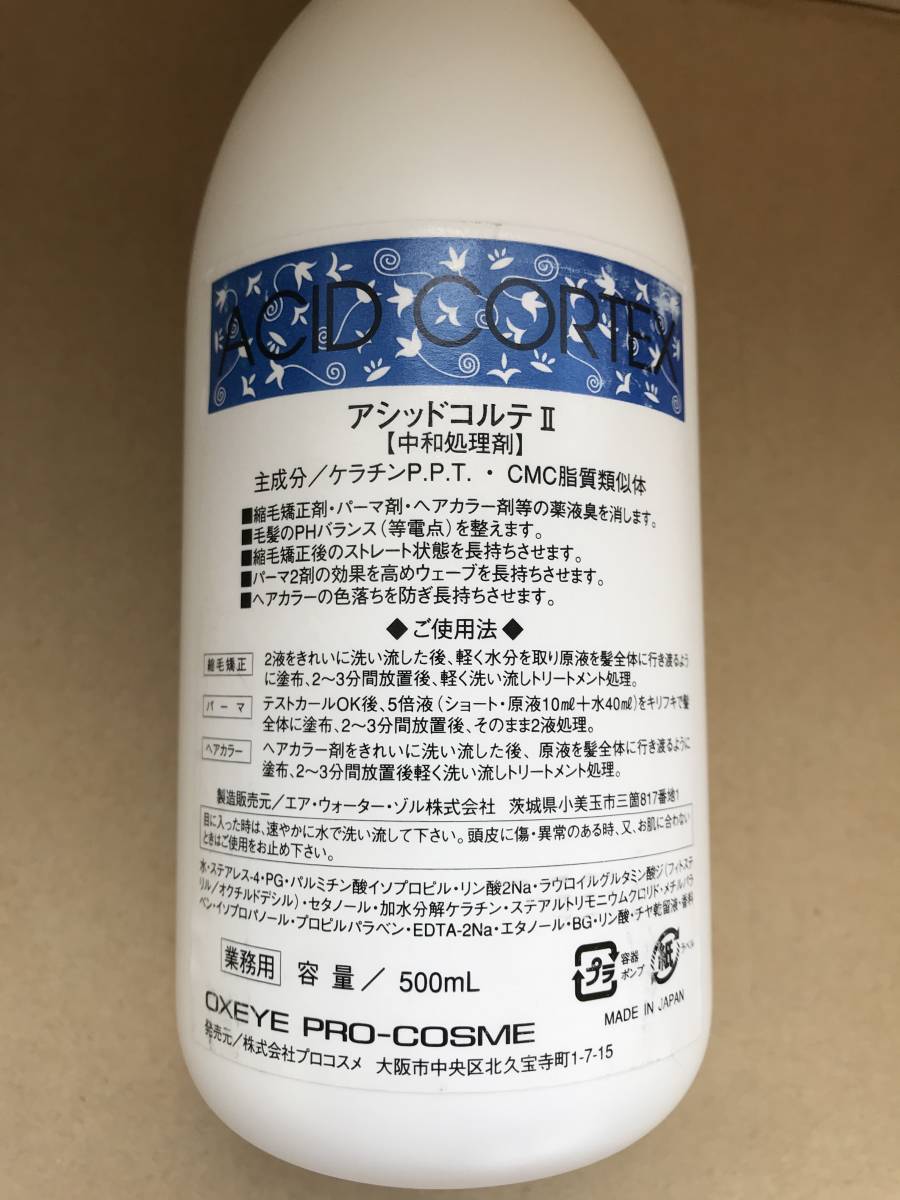 ACID CORTEX
アシッドコルテⅡ
【中和処理剤】
主成分／ケラチンP.P.T.・CMC脂質類似体
■縮毛矯正剤・パーマ剤・ヘアカラー剤等の薬液臭を消します。
■毛髪のPHバランス（等電点）を整えます。
■縮毛矯正後のストレート状態を長持ちさせます。
■パーマ2剤の効果を高めウェーブを長持ちさせます。
■ヘアカラーの色落ちを防ぎ長持ちさせます。
◆ご使用法◆
縮毛矯正 2液をきれいに洗い流した後、軽く水分を取り原液を髪全体に行き渡るよう
に塗布、2〜3分間放置後、軽く洗い流しトリートメント処理。
パーマ テストカールOK後、5倍液（ショート・原液10㎖＋水40㎖）をキリフキで髪
全体に塗布、2〜3分間放置後、そのまま2液処理。
ヘアカラー ヘアカラー剤をきれいに洗い流した後、原液を髪全体に行き渡るように
塗布、2〜3分間放置後軽く洗い流しトリートメント処理。
製造販売元／エア・ウォーター・ゾル株式会社 茨城県小美玉市三箇817番地1
目に入った時は、速やかに水で洗い流して下さい。頭皮に傷・異常のある時、又、お肌に合わない
ときはご使用をお止め下さい。
水・ステアレス-4・PG・パルミチン酸イソプロピル・リン酸2Na・ラウロイルグルタミン酸ジ（フィトステ
リル/オクチルドデシル）・セタノール・加水分解ケラチン・ステアルトリモニウムクロリド・メチルパラ
ベン・イソプロパノール・プロピルパラベン・EDTA-2Na・エタノール・BG・リン酸・チャ乾留液・香料
業務用 容量／ 500mL
プラ 容器
ポンプ
紙 ラベル
MADE IN JAPAN
OXEYE PRO-COSME
発売元／株式会社プロコスメ 大阪市中央区北久宝寺町1-7-15